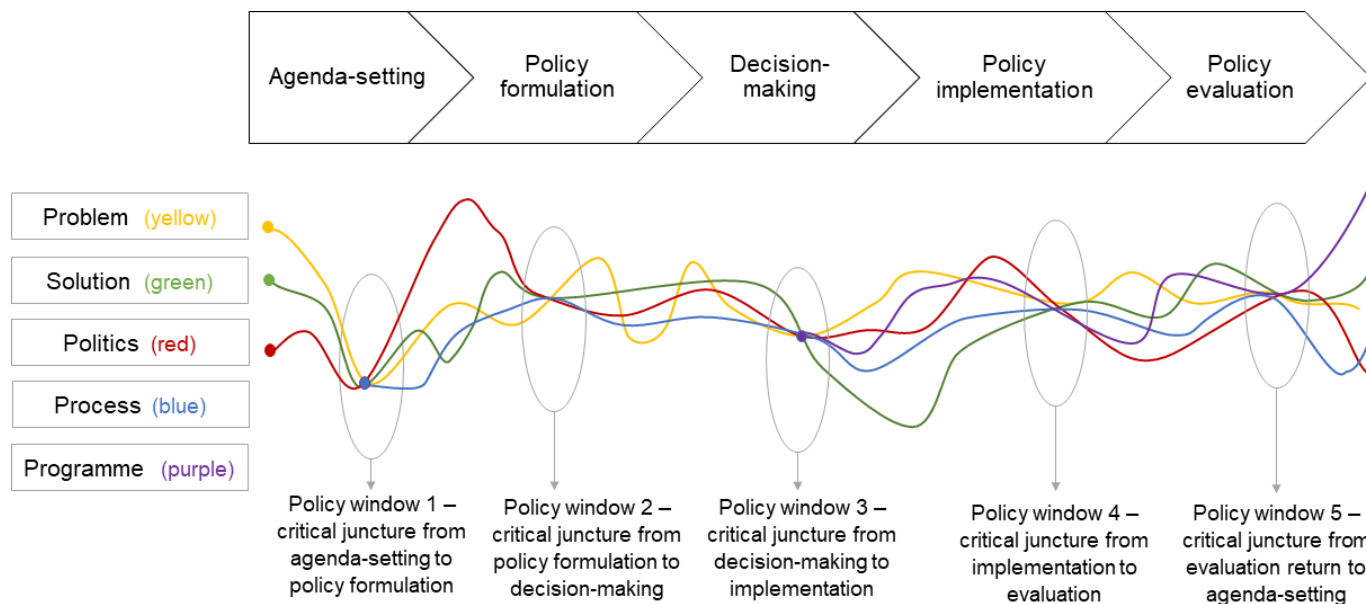 Agenda-setting
Policy
formulation
Decision-
making
Policy
implementation
Policy
evaluation
Problem (yellow)
Solution (green)
Politics (red)
Process (blue)
Programme (purple)
Policy window 1 –
critical juncture from
agenda-setting to
policy formulation
Policy window 2 –
critical juncture from
policy formulation to
decision-making
Policy window 3 –
critical juncture from
decision-making to
implementation
Policy window 4 –
critical juncture from
implementation to
evaluation
Policy window 5 –
critical juncture from
evaluation return to
agenda-setting